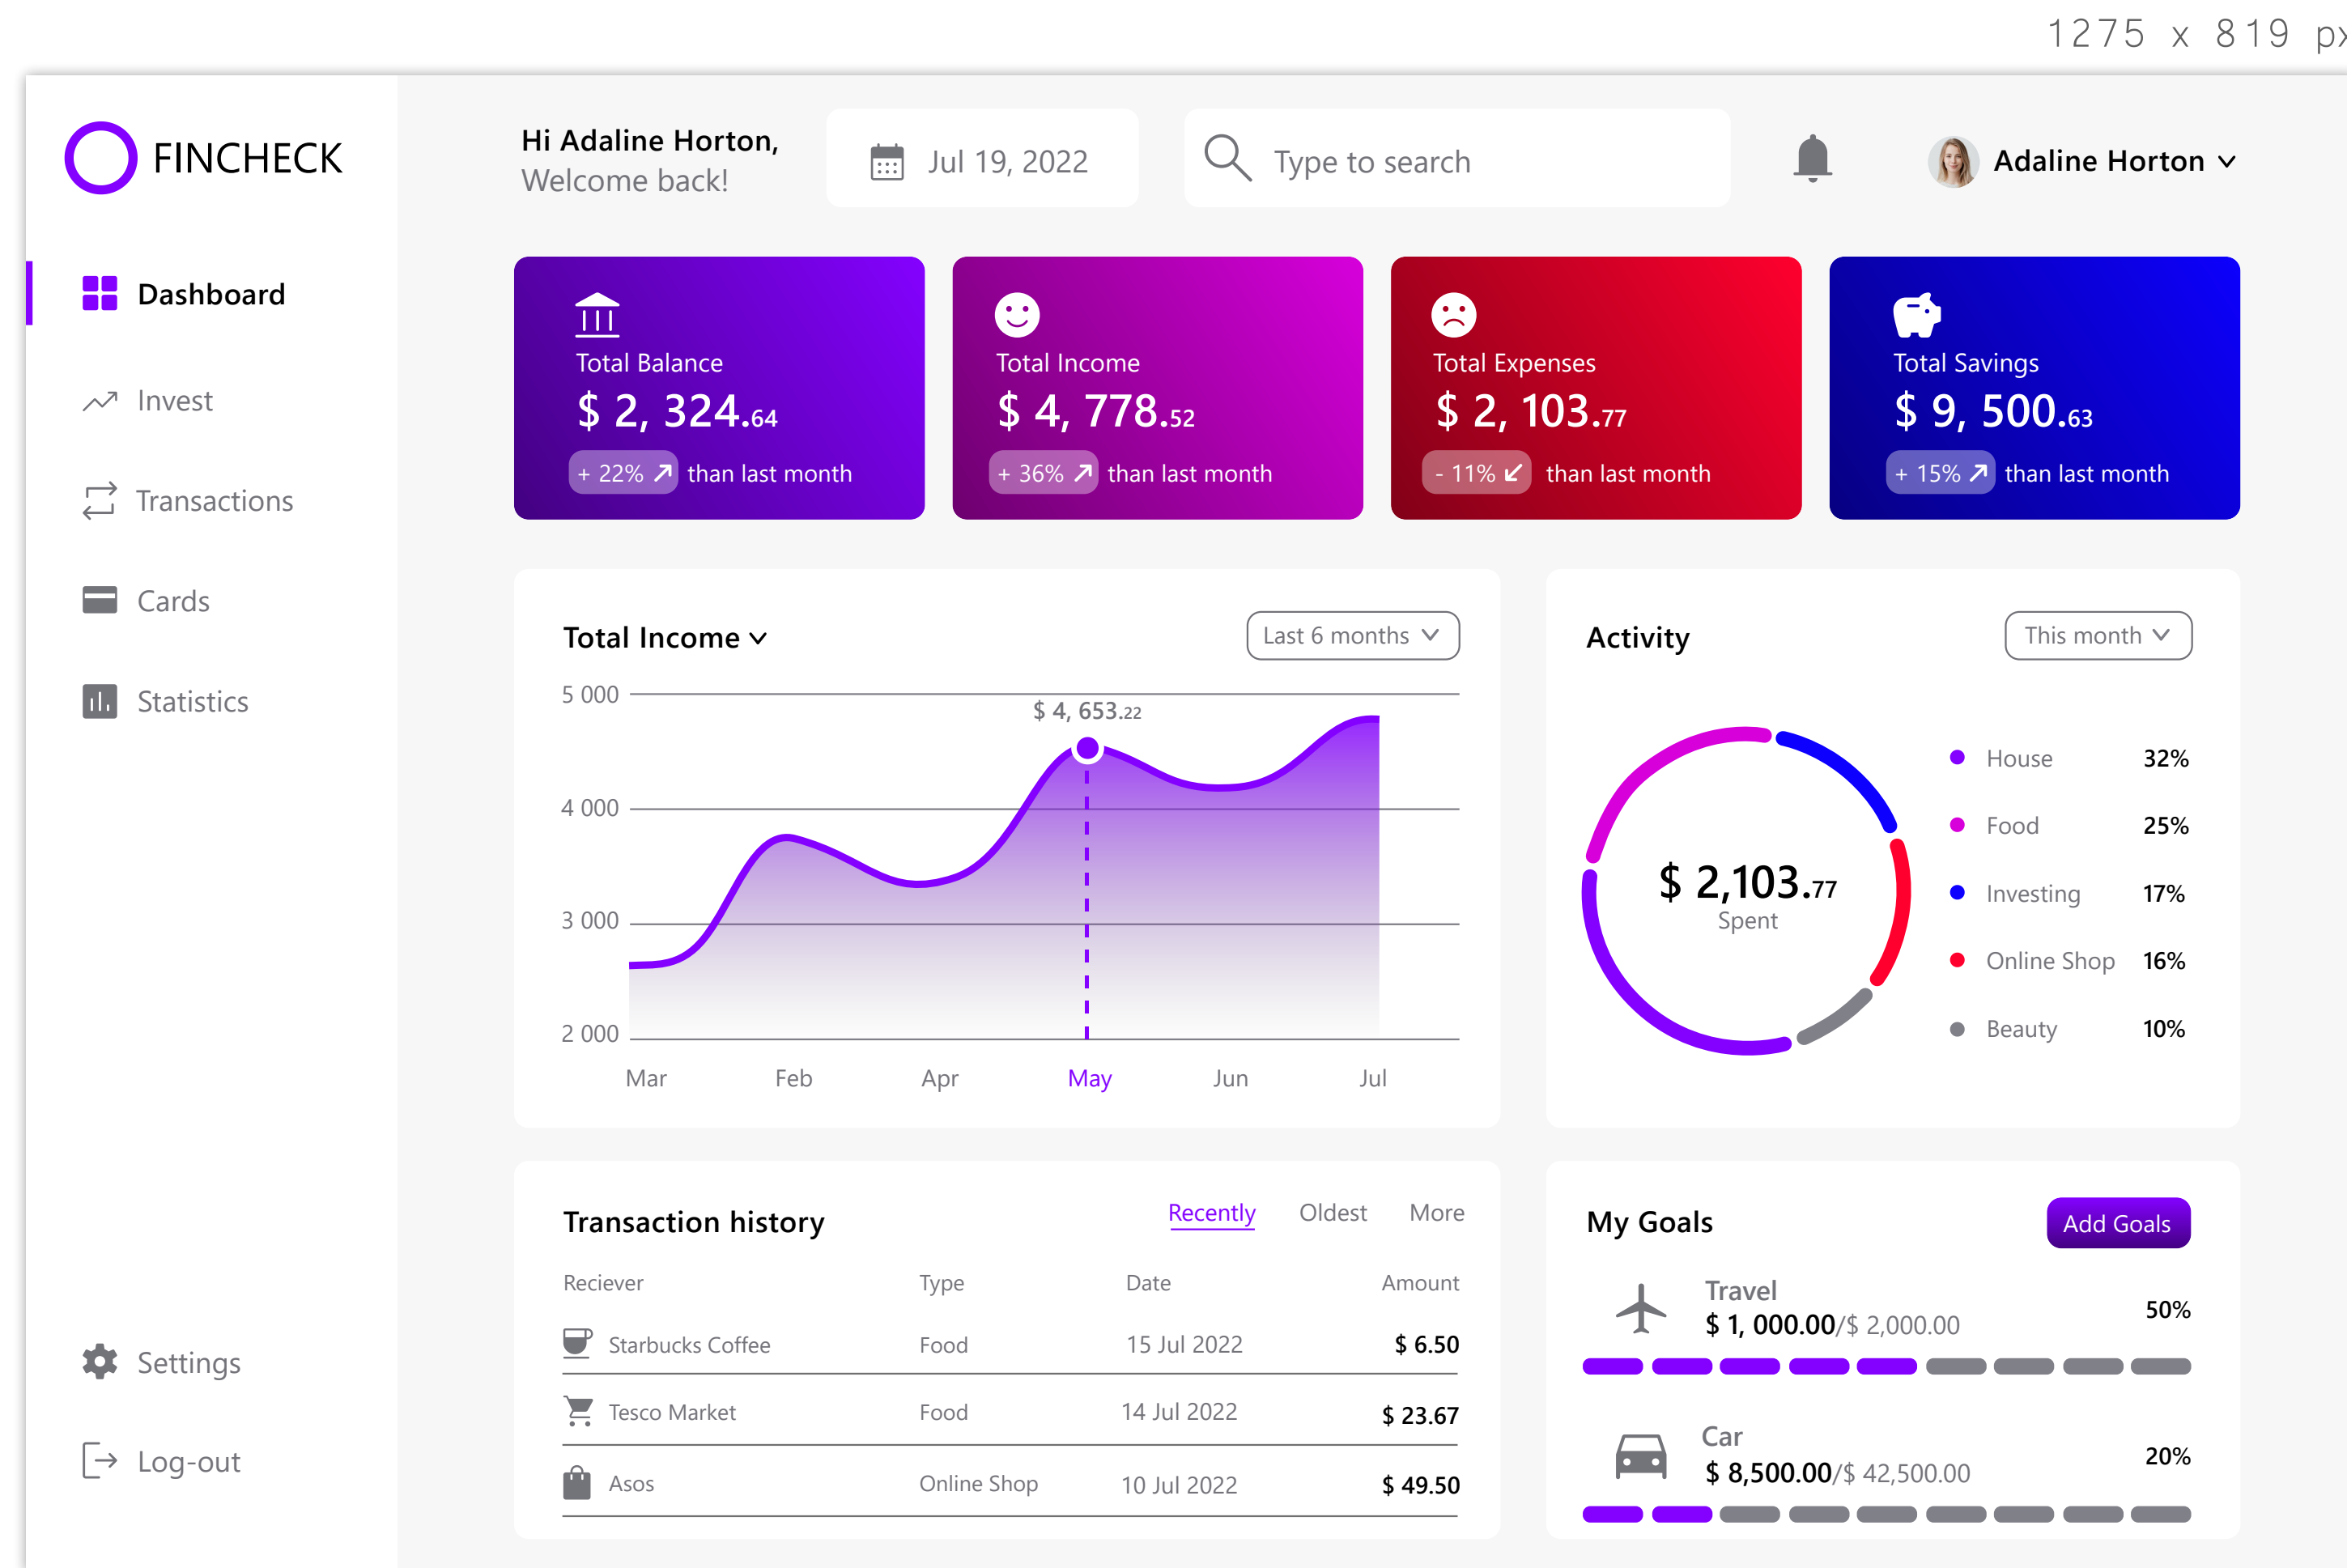 1275 x 819 px
FINCHECK
Hi Adaline Horton,
Welcome back!
Jul 19, 2022
Type to search
Adaline Horton
Dashboard
Invest
Transactions
Cards
Statistics
Settings
Log-out
Total Balance
$ 2, 324.64
+ 22% than last month
Total Income
$ 4, 778.52
+ 36% than last month
Total Expenses
$ 2, 103.77
- 11% than last month
Total Savings
$ 9, 500.63
+ 15% than last month
Total Income
Last 6 months
5 000
$ 4, 653.22
4 000
3 000
2 000
Mar Feb Apr May Jun Jul
Activity
This month
$ 2,103.77
Spent
House 32%
Food 25%
Investing 17%
Online Shop 16%
Beauty 10%
Transaction history
Recently Oldest More
Reciever Type Date Amount
Starbucks Coffee Food 15 Jul 2022 $ 6.50
Tesco Market Food 14 Jul 2022 $ 23.67
Asos Online Shop 10 Jul 2022 $ 49.50
My Goals
Add Goals
Travel
$ 1, 000.00/$ 2,000.00
50%
Car
$ 8,500.00/$ 42,500.00
20%